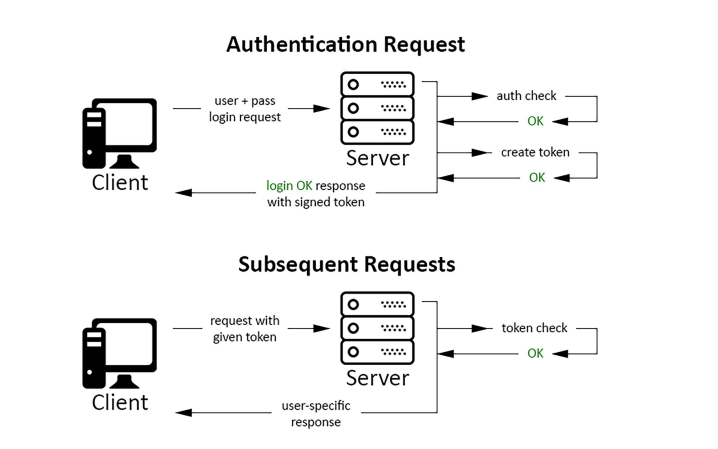 Authentication Request
user + pass
login request
Client
Server
auth check
OK
create token
OK
login OK response
with signed token
Subsequent Requests
request with
given token
Client
Server
token check
OK
user-specific
response